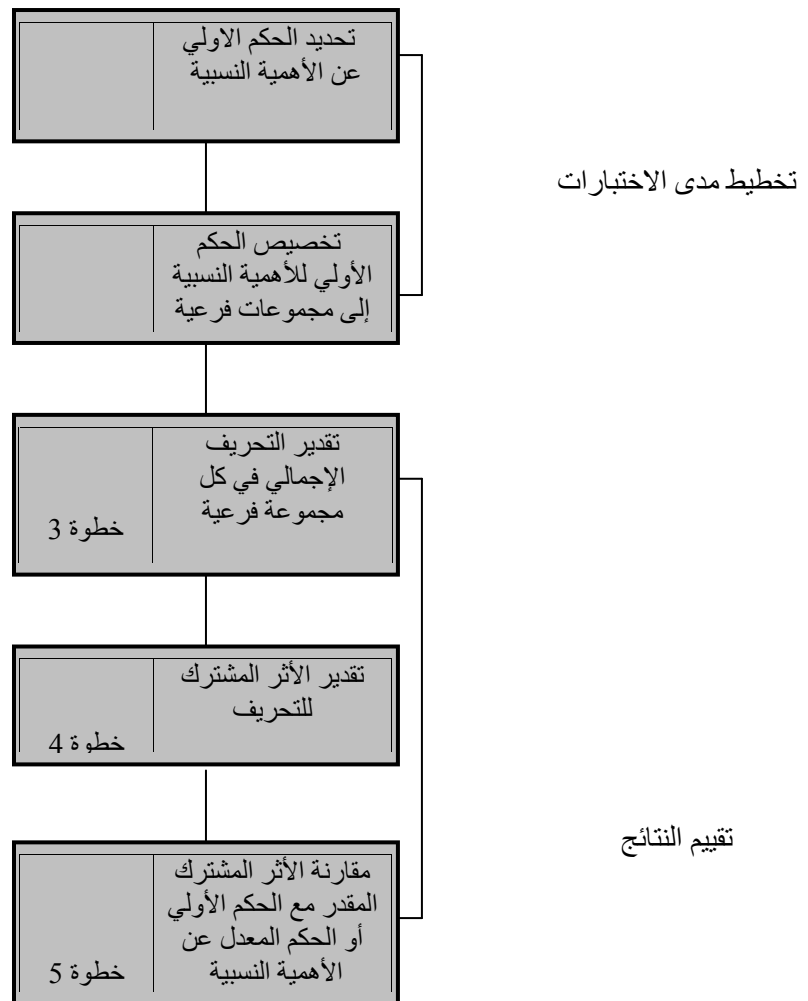 تحديد الحكم الاولي
عن الأهمية النسبية
تخطيط مدى الاختبارات
تخصيص الحكم
الأولي للأهمية النسبية
إلى مجموعات فرعية
تقدير التحريف
الإجمالي في كل
مجموعة فرعية
خطوة 3
تقدير الأثر المشترك
للتحريف
خطوة 4
تقييم النتائج
مقارنة الأثر المشترك
المقدر مع الحكم الأولي
أو الحكم المعدل عن
الأهمية النسبية
خطوة 5